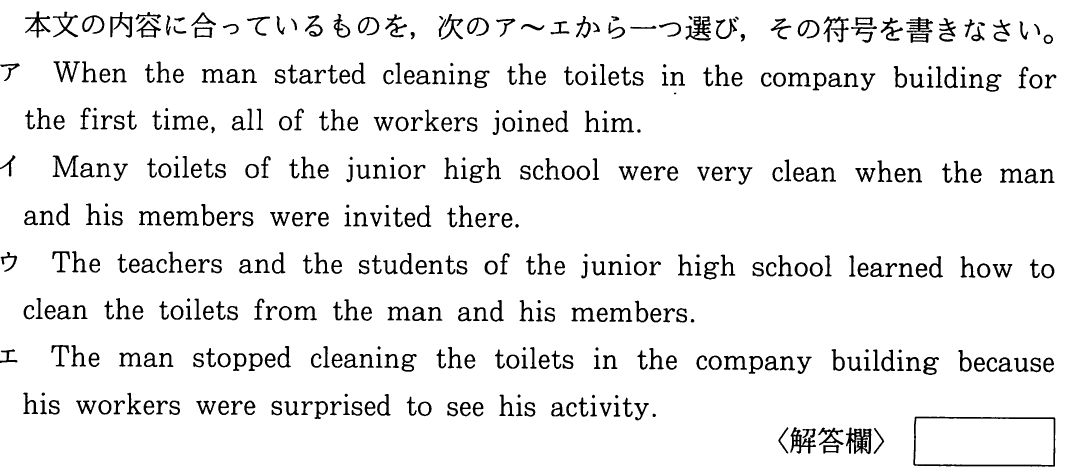 本文の内容に合っているものを，次のア～エから一つ選び，その符号を書きなさい。
ア When the man started cleaning the toilets in the company building for
the first time, all of the workers joined him.
イ Many toilets of the junior high school were very clean when the man
and his members were invited there.
ウ The teachers and the students of the junior high school learned how to
clean the toilets from the man and his members.
エ The man stopped cleaning the toilets in the company building because
his workers were surprised to see his activity.
〈解答欄〉